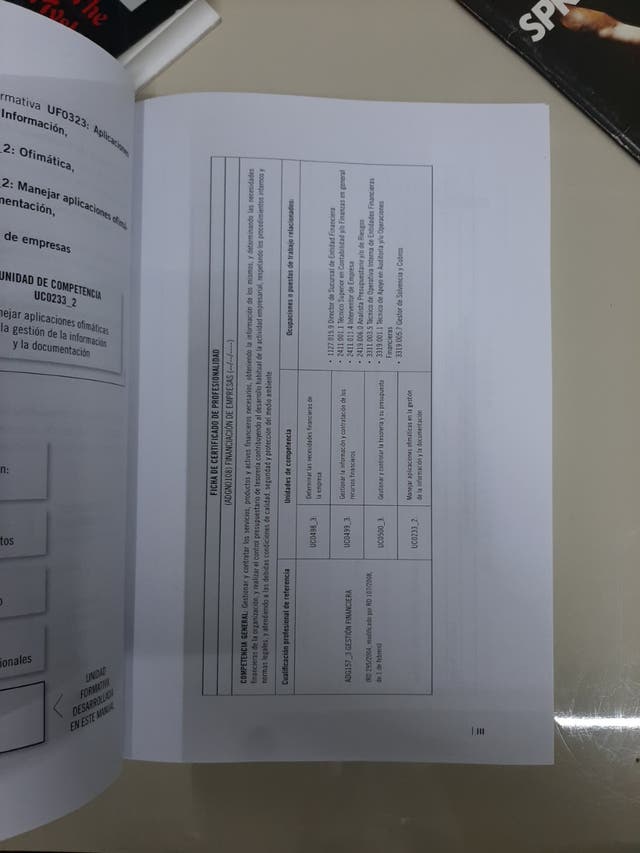 The
SPR
rmativa UF0323: Aplicaciones
Información,
_2: Ofimática,
_2: Manejar aplicaciones ofimá-
mentación,
de empresas
UNIDAD DE COMPETENCIA
UC0233_2
nejar aplicaciones ofimáticas
la gestión de la información
y la documentación
n:
tos
o
ionales
UNIDAD
FORMATIVA
DESARROLLADA
EN ESTE MANUAL
FICHA DE CERTIFICADO DE PROFESIONALIDAD
(ADGN0108) FINANCIACIÓN DE EMPRESAS (--/--/----)
COMPETENCIA GENERAL: Gestionar y contratar los servicios, productos y activos financieros necesarios, obteniendo la información de los mismos, y determinando las necesidades
financieras de la organización, y realizar el control presupuestario de tesorería contribuyendo al desarrollo habitual de la actividad empresarial, respetando los procedimientos internos y
normas legales, y atendiendo a las debidas condiciones de calidad, seguridad y protección del medio ambiente
Cualificación profesional de referencia
Unidades de competencia
Ocupaciones o puestos de trabajo relacionados:
ADG157_3 GESTIÓN FINANCIERA
(RD 295/2004, modificado por RD 107/2008,
de 1 de febrero)
UC0498_3
Determinar las necesidades financieras de
la empresa
UC0499_3
Gestionar la información y contratación de los
recursos financieros
UC0500_3
Gestionar y controlar la tesorería y su presupuesto
UC0233_2
Manejar aplicaciones ofimáticas en la gestión
de la información y la documentación
• 1127.015.9 Director de Sucursal de Entidad Financiera
• 2411.001.1 Técnico Superior en Contabilidad y/o Finanzas en general
• 2411.011.4 Interventor de Empresa
• 2419.006.0 Analista Presupuestario y/o de Riesgos
• 3311.003.5 Técnico de Operativa Interna de Entidades Financieras
• 3319.001.1 Técnico de Apoyo en Auditoría y/o Operaciones
Financieras
• 3319.005.7 Gestor de Solvencia y Cobros
| III